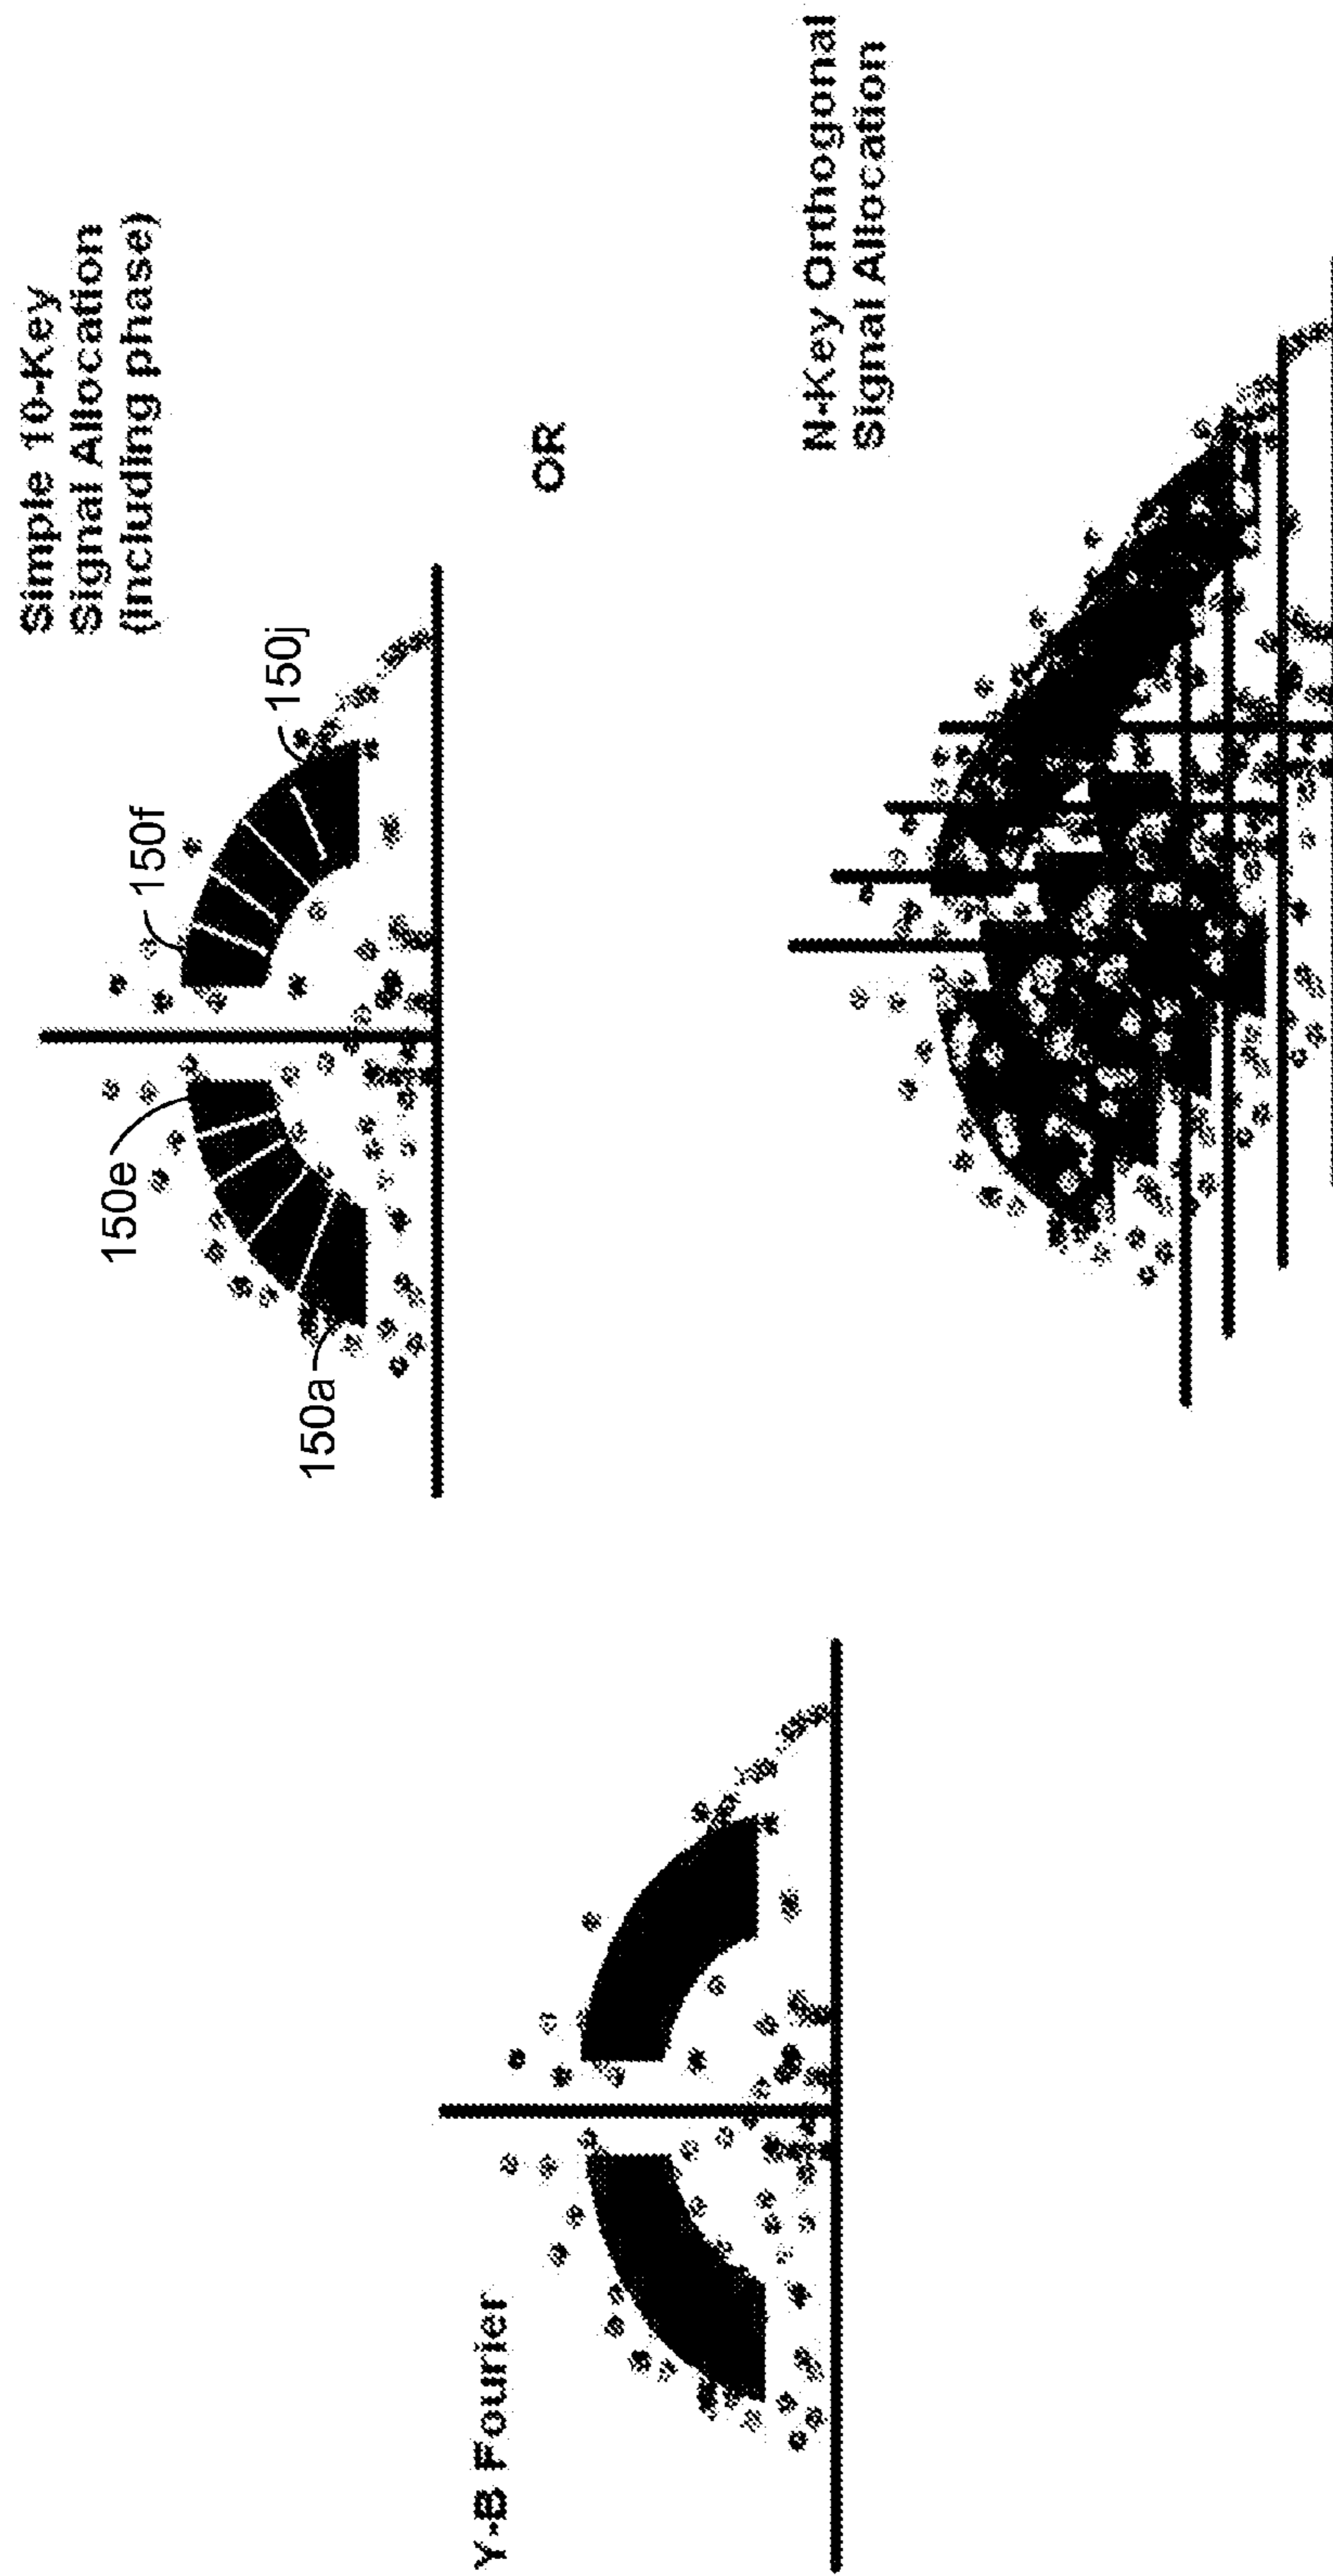 Y-B Fourier
Simple 10-Key
Signal Allocation
(including phase)
150a
150e
150f
150j
OR
N-Key Orthogonal
Signal Allocation